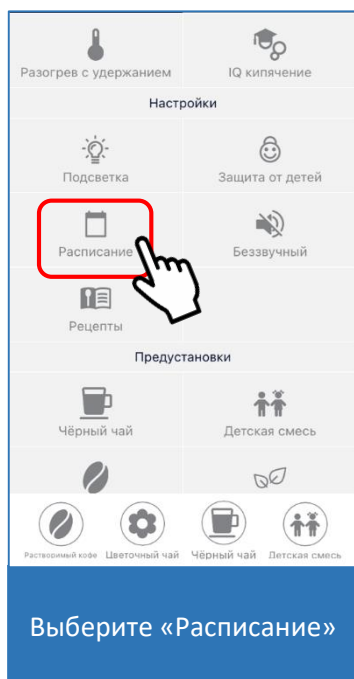 Разогрев с удержанием IQ кипячение
Настройки
Подсветка Защита от детей
Расписание Беззвучный
Рецепты
Предустановки
Чёрный чай Детская смесь
Растворимый кофе Цветочный чай Чёрный чай Детская смесь
Выберите «Расписание»